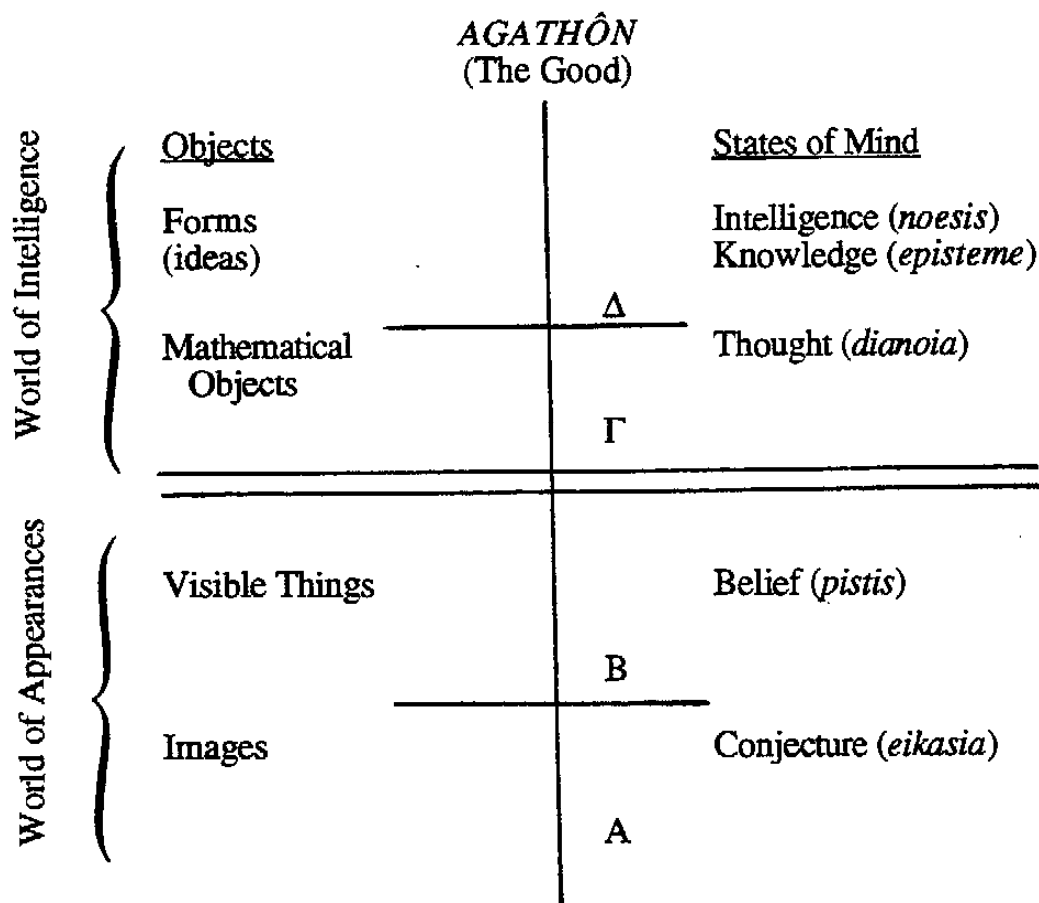 AGATHÔN
(The Good)
World of Intelligence
Objects
States of Mind
Forms
(ideas)
Intelligence (noesis)
Knowledge (episteme)
Δ
Mathematical
Objects
Thought (dianoia)
Γ
World of Appearances
Visible Things
Belief (pistis)
B
Images
Conjecture (eikasia)
A